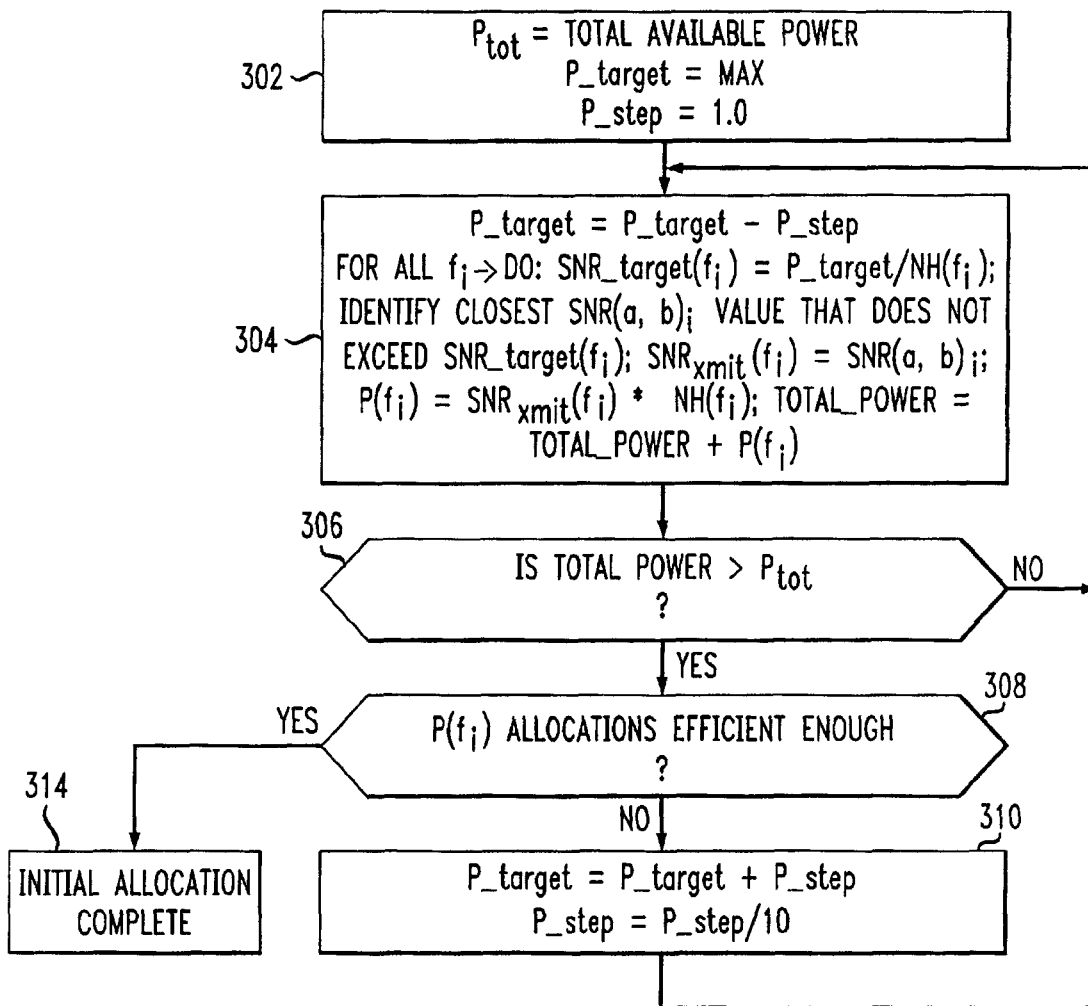 302
P_tot = TOTAL AVAILABLE POWER
P_target = MAX
P_step = 1.0
304
P_target = P_target - P_step
FOR ALL f_i → DO: SNR_target(f_i) = P_target/NH(f_i);
IDENTIFY CLOSEST SNR(a, b)_i VALUE THAT DOES NOT
EXCEED SNR_target(f_i); SNR_xmit(f_i) = SNR(a, b)_i;
P(f_i) = SNR_xmit(f_i) * NH(f_i); TOTAL_POWER =
TOTAL_POWER + P(f_i)
306
IS TOTAL POWER > P_tot
?
NO
YES
308
P(f_i) ALLOCATIONS EFFICIENT ENOUGH
?
YES
NO
314
INITIAL ALLOCATION
COMPLETE
310
P_target = P_target + P_step
P_step = P_step/10